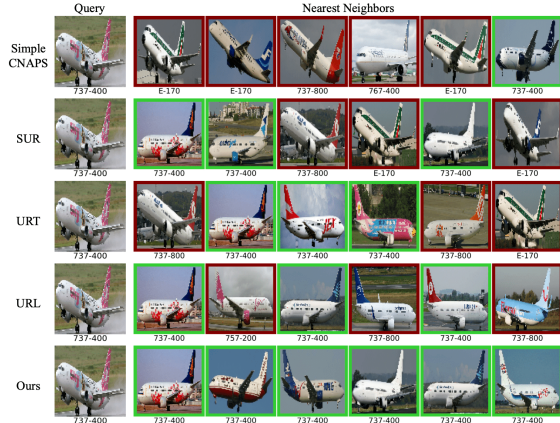 Query Nearest Neighbors
Simple
CNAPS
737-400 E-170 E-170 737-800 767-400 E-170 737-400
SUR
737-400 737-400 737-400 737-800 E-170 737-400 E-170
URT
737-400 737-800 737-400 737-400 737-400 737-800 E-170
URL
737-400 737-400 757-200 737-400 737-800 737-400 737-800
Ours
737-400 737-400 737-400 737-400 737-400 737-400 737-400